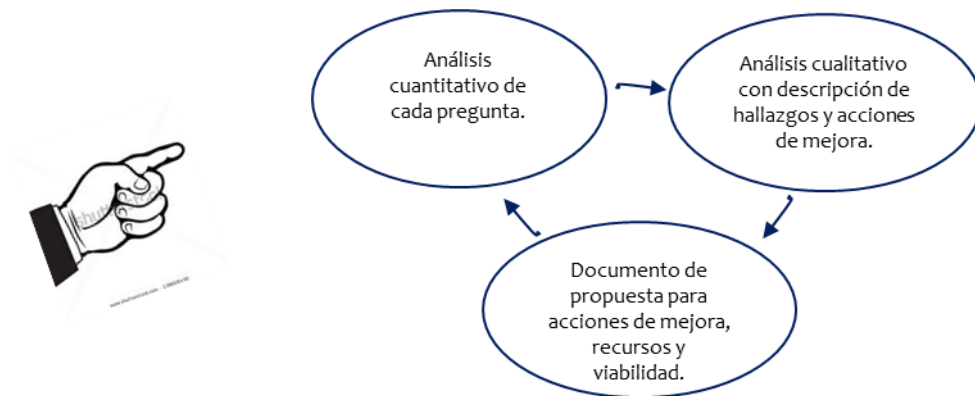 Análisis
cuantitativo de
cada pregunta.
Análisis cualitativo
con descripción de
hallazgos y acciones
de mejora.
Documento de
propuesta para
acciones de mejora,
recursos y
viabilidad.